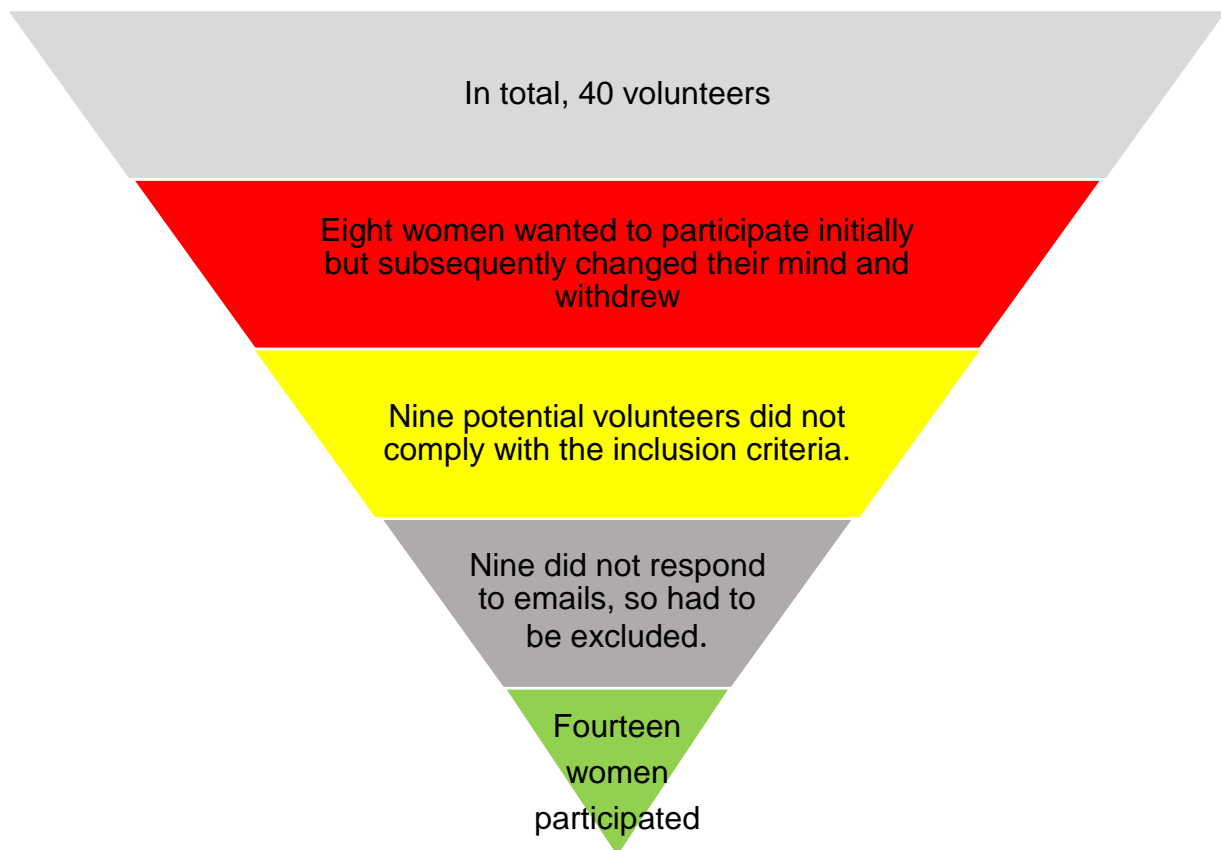 In total, 40 volunteers
Eight women wanted to participate initially
but subsequently changed their mind and
withdrew
Nine potential volunteers did not
comply with the inclusion criteria.
Nine did not respond
to emails, so had to
be excluded.
Fourteen
women
participated